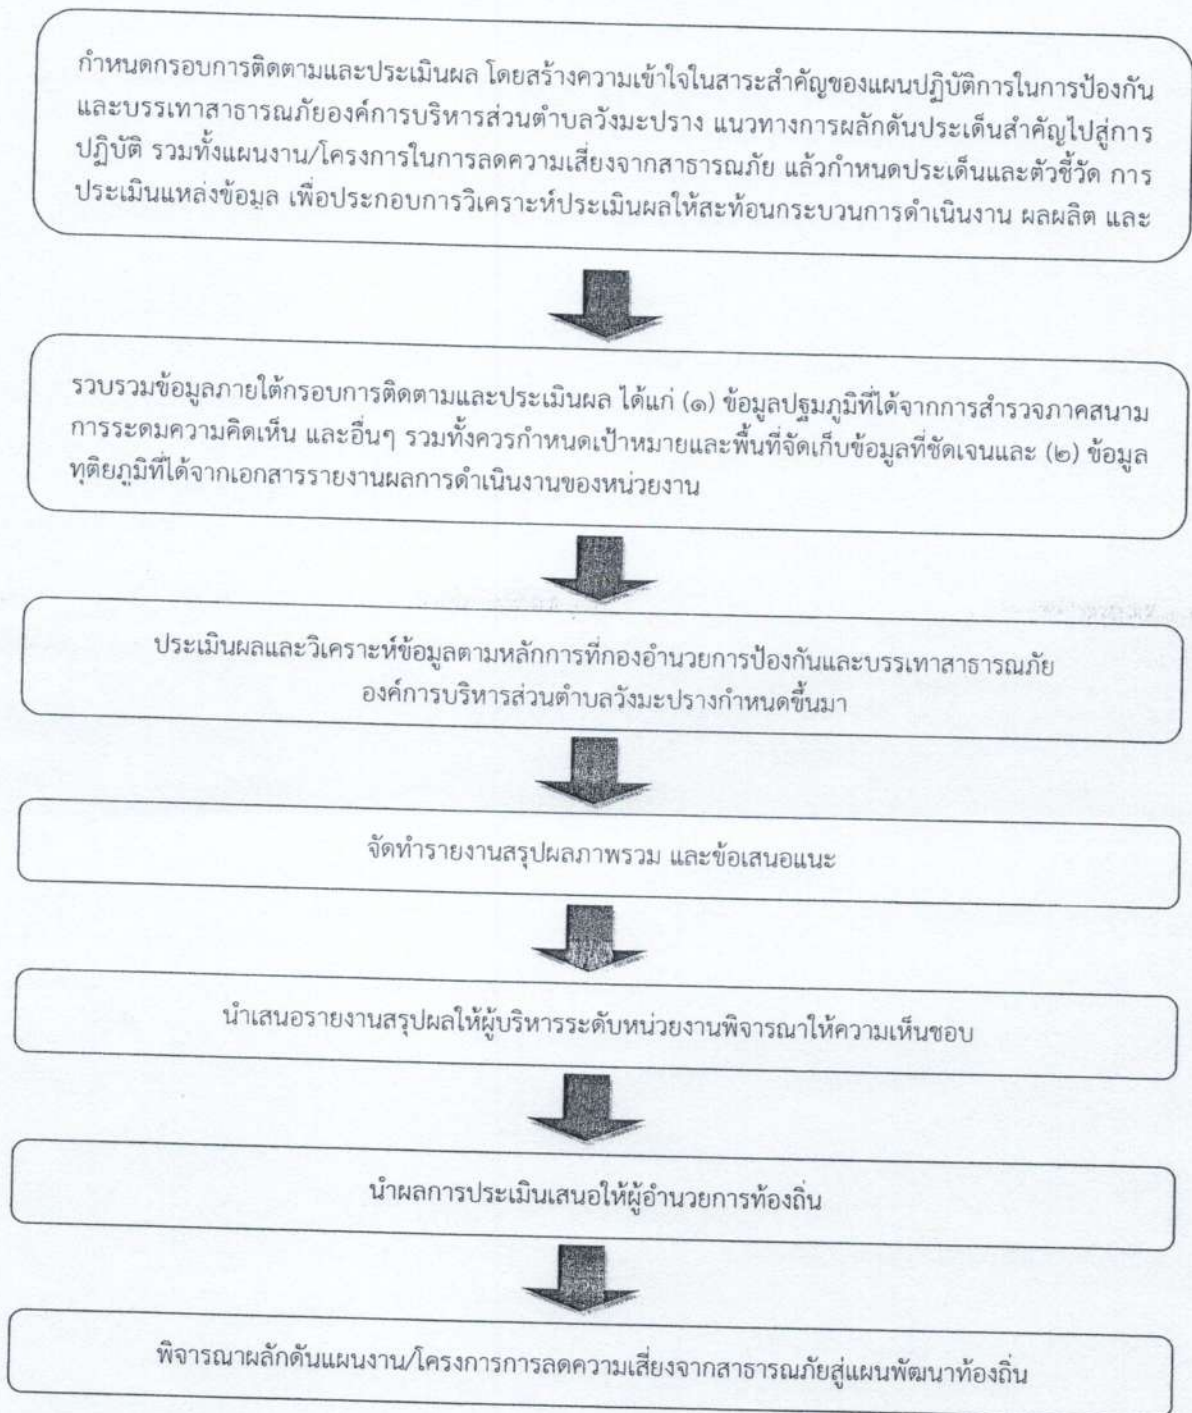 กำหนดกรอบการติดตามและประเมินผล โดยสร้างความเข้าใจในสาระสำคัญของแผนปฏิบัติการในการป้องกัน
และบรรเทาสาธารณภัยองค์การบริหารส่วนตำบลวังมะปราง แนวทางการผลักดันประเด็นสำคัญไปสู่การ
ปฏิบัติ รวมทั้งแผนงาน/โครงการในการลดความเสี่ยงจากสาธารณภัย แล้วกำหนดประเด็นและตัวชี้วัด การ
ประเมินแหล่งข้อมูล เพื่อประกอบการวิเคราะห์ประเมินผลให้สะท้อนกระบวนการดำเนินงาน ผลผลิต และ
รวบรวมข้อมูลภายใต้กรอบการติดตามและประเมินผล ได้แก่ (๑) ข้อมูลปฐมภูมิที่ได้จากการสำรวจภาคสนาม
การระดมความคิดเห็น และอื่นๆ รวมทั้งควรกำหนดเป้าหมายและพื้นที่จัดเก็บข้อมูลที่ชัดเจนและ (๒) ข้อมูล
ทุติยภูมิที่ได้จากเอกสารรายงานผลการดำเนินงานของหน่วยงาน
ประเมินผลและวิเคราะห์ข้อมูลตามหลักการที่กองอำนวยการป้องกันและบรรเทาสาธารณภัย
องค์การบริหารส่วนตำบลวังมะปรางกำหนดขึ้นมา
จัดทำรายงานสรุปผลภาพรวม และข้อเสนอแนะ
นำเสนอรายงานสรุปผลให้ผู้บริหารระดับหน่วยงานพิจารณาให้ความเห็นชอบ
นำผลการประเมินเสนอให้ผู้อำนวยการท้องถิ่น
พิจารณาผลักดันแผนงาน/โครงการการลดความเสี่ยงจากสาธารณภัยสู่แผนพัฒนาท้องถิ่น